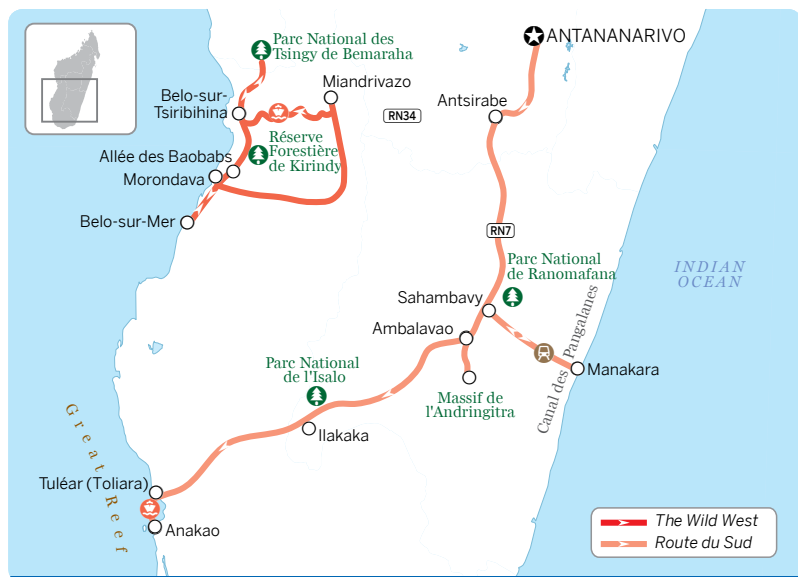 Parc National des
Tsingy de Bemaraha
ANTANANARIVO
Miandrivazo
Belo-sur-
Tsiribihina
Antsirabe
RN34
Réserve
Forestière
de Kirindy
Allée des Baobabs
Morondava
Belo-sur-Mer
RN7
Parc National
de Ranomafana
INDIAN
OCEAN
Sahambavy
Ambalavao
Canal des Pangalanes
Parc National
de l'Isalo
Manakara
Massif de
l'Andringitra
Great Reef
Ilakaka
Tuléar (Toliara)
Anakao
The Wild West
Route du Sud